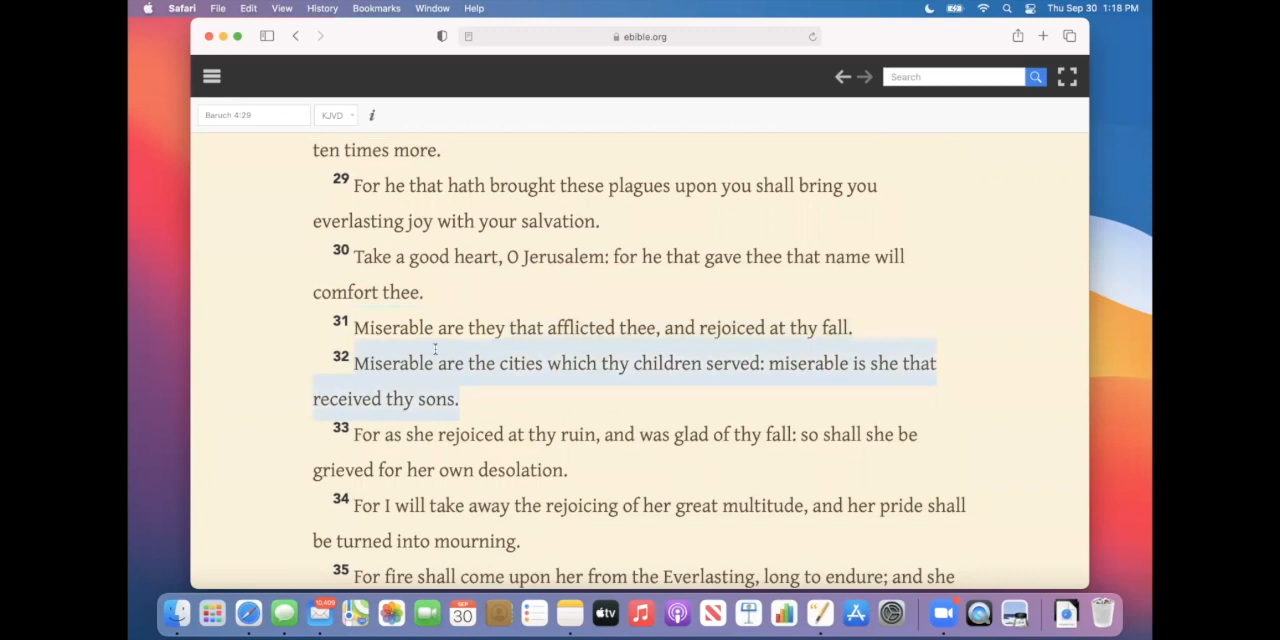 Safari File Edit View History Bookmarks Window Help Thu Sep 30 1:18 PM
ebible.org
Search
Baruch 4:29 KJVD i
ten times more.
29 For he that hath brought these plagues upon you shall bring you
everlasting joy with your salvation.
30 Take a good heart, O Jerusalem: for he that gave thee that name will
comfort thee.
31 Miserable are they that afflicted thee, and rejoiced at thy fall.
32 Miserable are the cities which thy children served: miserable is she that
received thy sons.
33 For as she rejoiced at thy ruin, and was glad of thy fall: so shall she be
grieved for her own desolation.
34 For I will take away the rejoicing of her great multitude, and her pride shall
be turned into mourning.
35 For fire shall come upon her from the Everlasting, long to endure; and she
10,409 SEP 30 tv